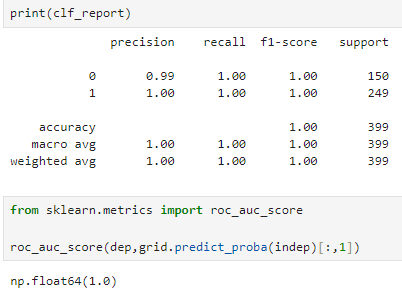 print(clf_report)
precision recall f1-score support
0 0.99 1.00 1.00 150
1 1.00 1.00 1.00 249
accuracy 1.00 399
macro avg 1.00 1.00 1.00 399
weighted avg 1.00 1.00 1.00 399
from sklearn.metrics import roc_auc_score
roc_auc_score(dep,grid.predict_proba(indep)[:,1])
np.float64(1.0)